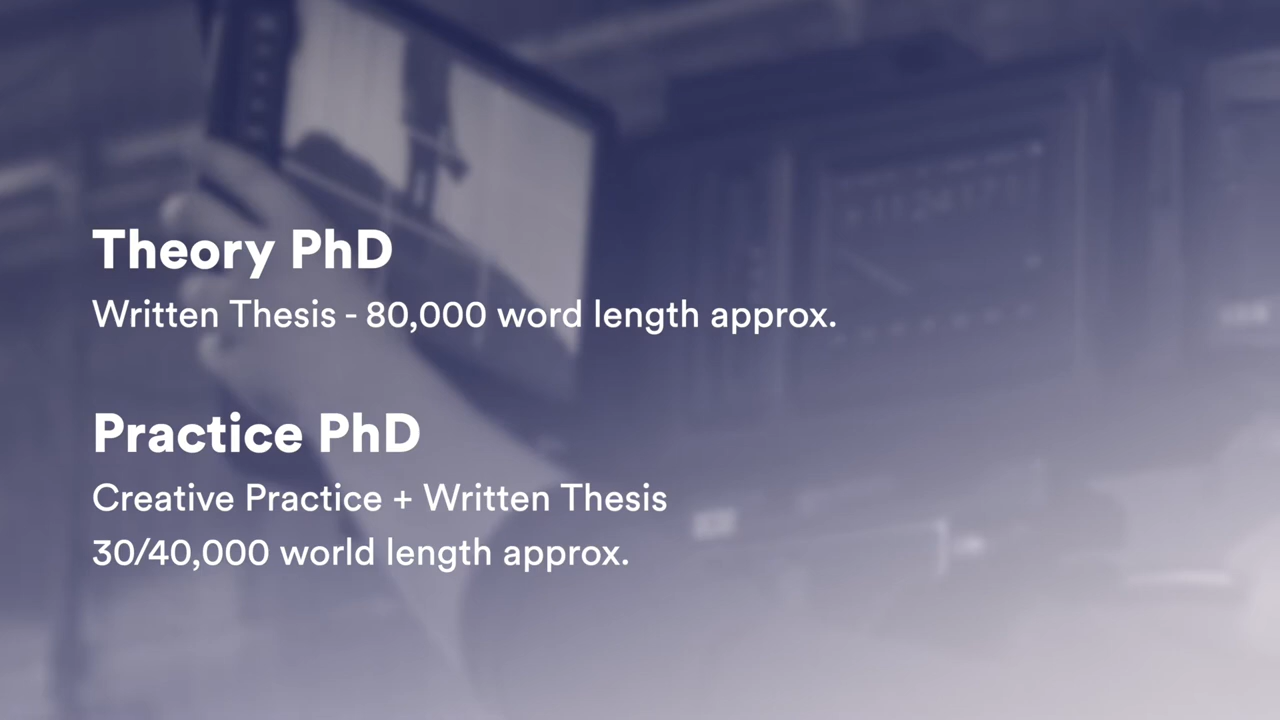 Theory PhD
Written Thesis - 80,000 word length approx.
Practice PhD
Creative Practice + Written Thesis
30/40,000 world length approx.